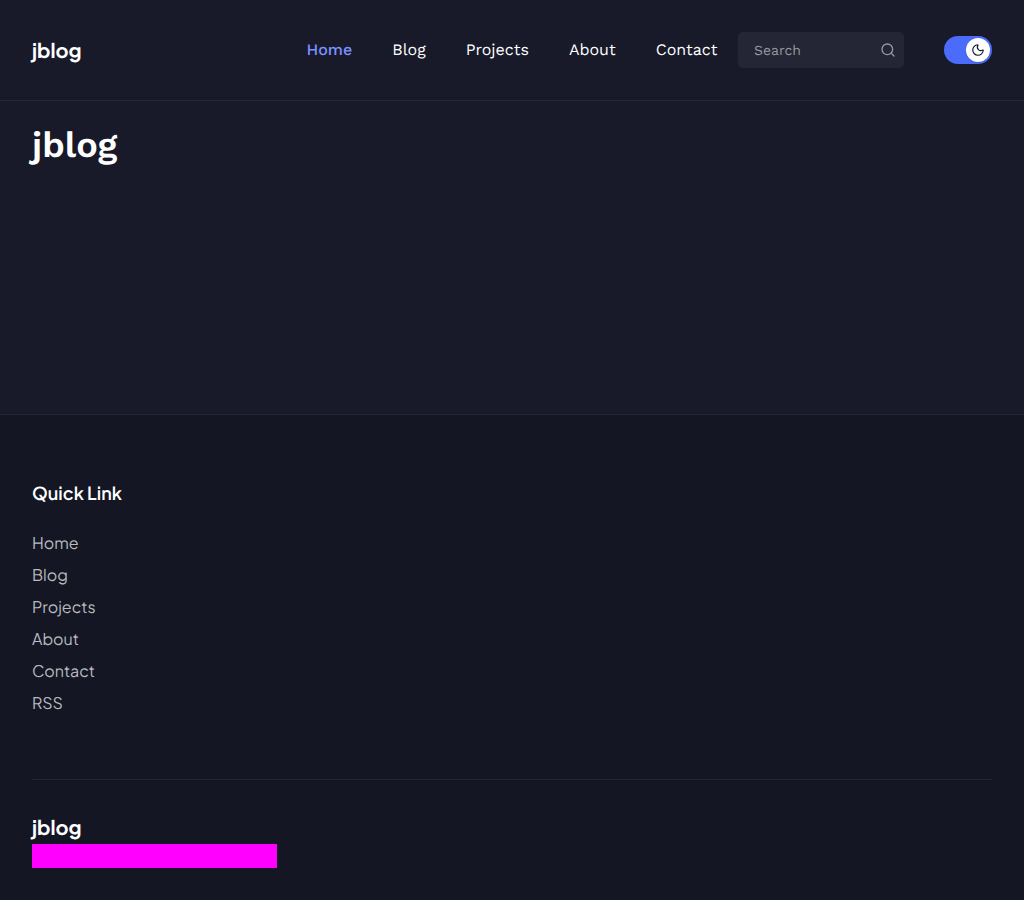 jblog
Home Blog Projects About Contact Search
jblog
Quick Link
Home
Blog
Projects
About
Contact
RSS
jblog